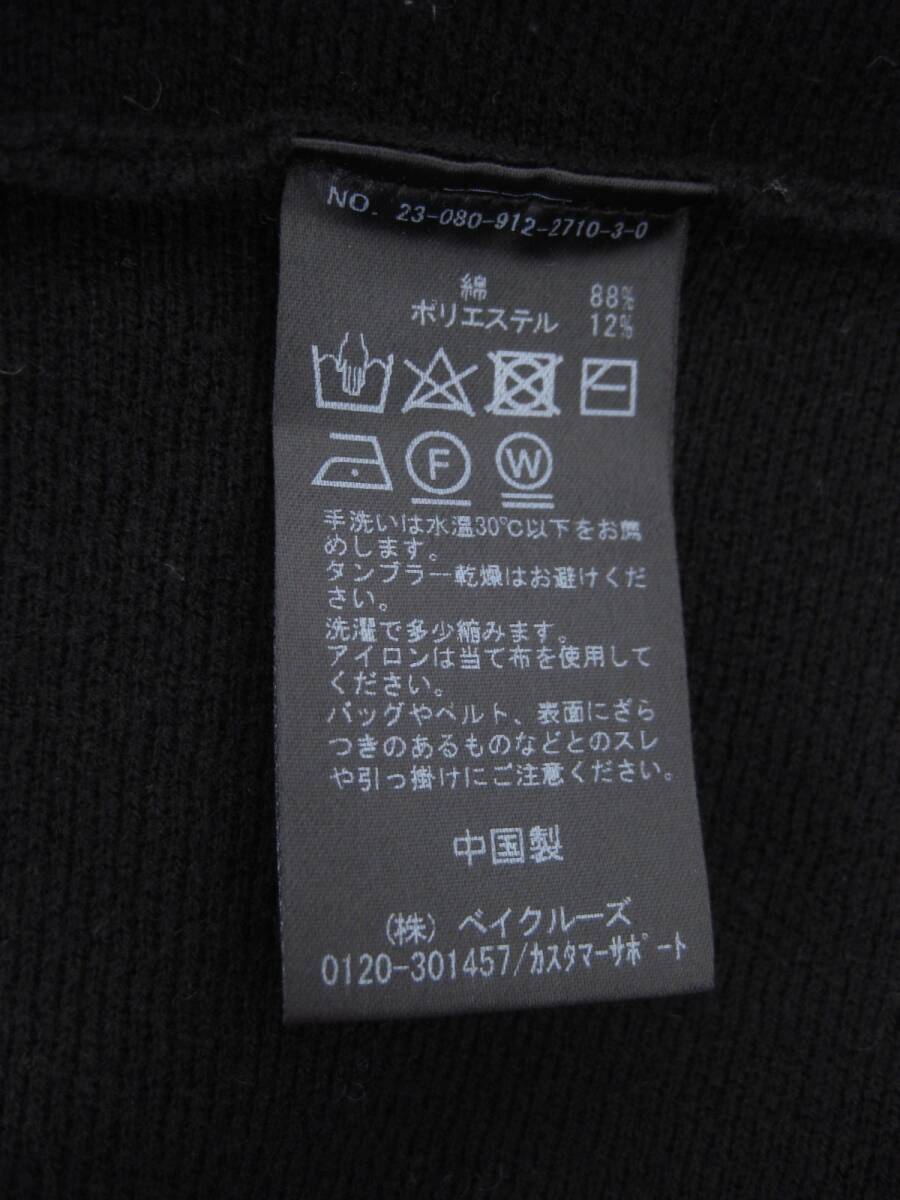 NO. 23-080-912-2710-3-0
綿 88%
ポリエステル 12%
F W
手洗いは水温30℃以下をお薦
めします。
タンブラー乾燥はお避けくだ
さい。
洗濯で多少縮みます。
アイロンは当て布を使用して
ください。
バッグやベルト、表面にざら
つきのあるものなどとのスレ
や引っ掛けにご注意ください。
中国製
(株) ベイクルーズ
0120-301457/カスタマーサポート